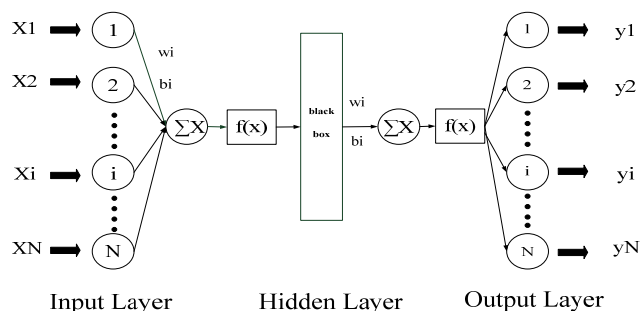 X1 1 wi 1 y1
X2 2 bi black wi 2 y2
∑X f(x) box bi ∑X f(x)
Xi i i yi
XN N N yN
Input Layer Hidden Layer Output Layer